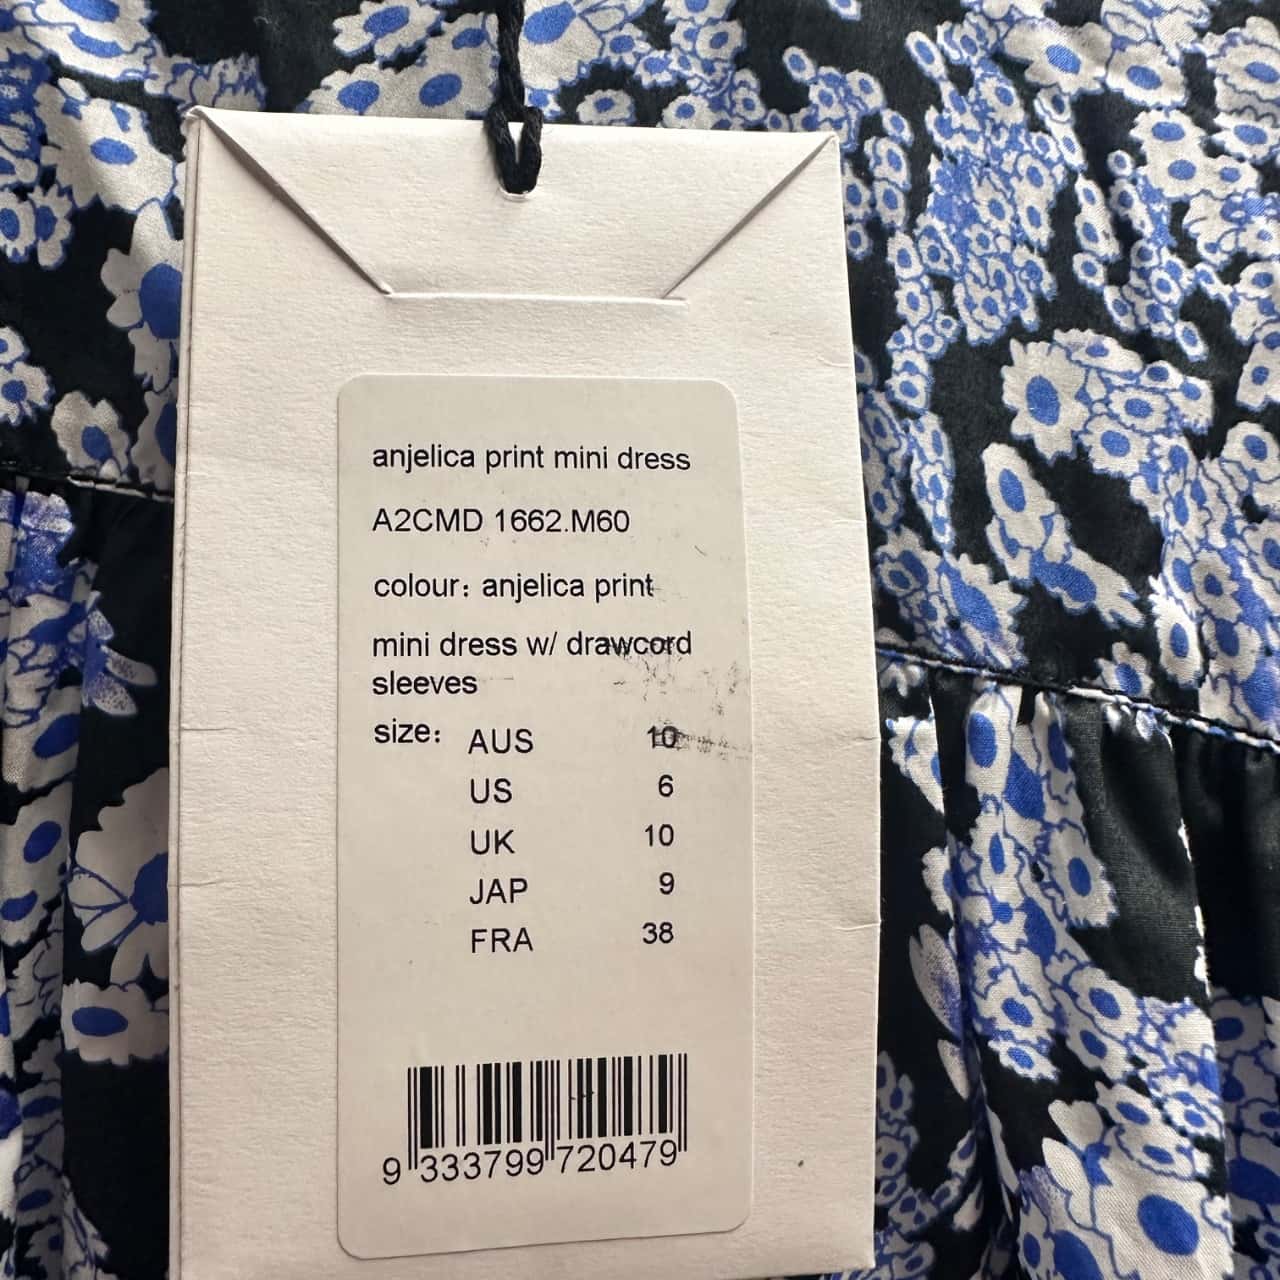 anjelica print mini dress
A2CMD 1662.M60
colour: anjelica print
mini dress w/ drawcord
sleeves
size: AUS 10
US 6
UK 10
JAP 9
FRA 38
9 333799 720479